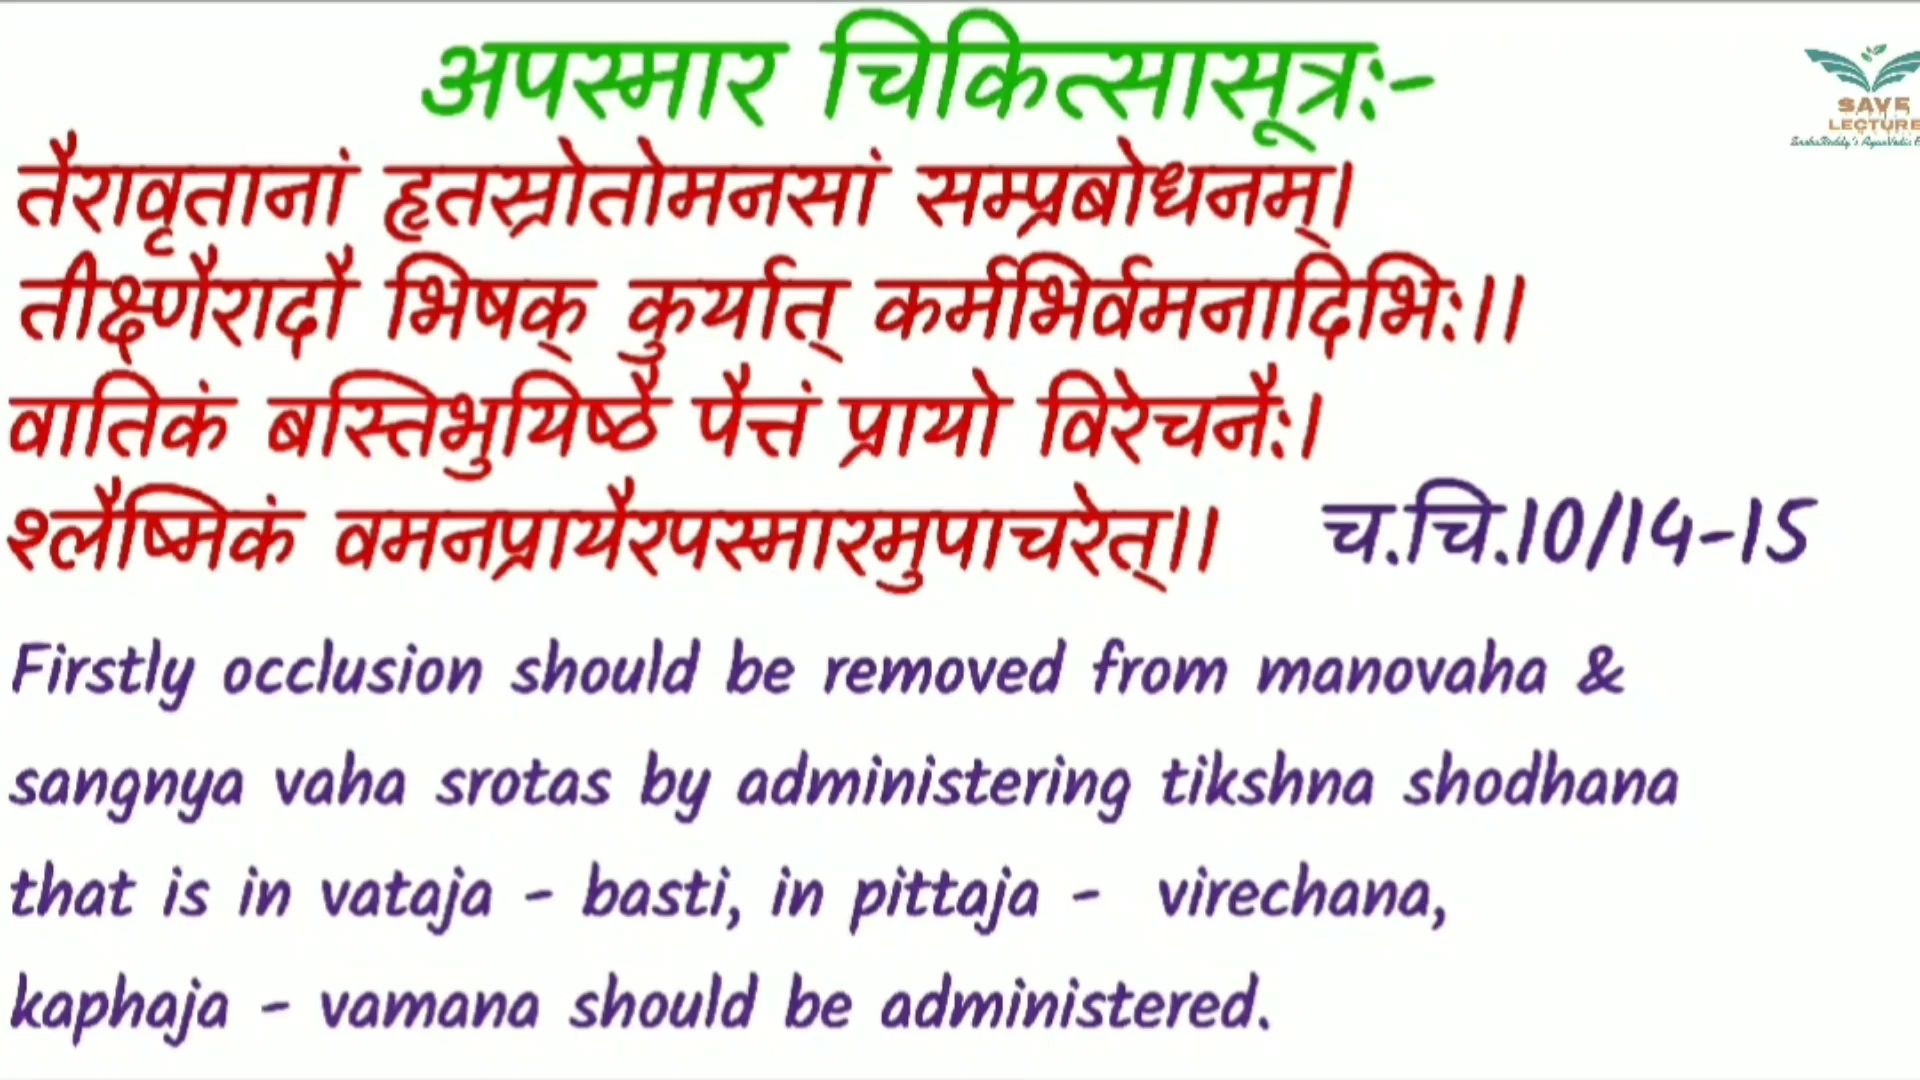 अपस्मार चिकित्सासूत्र:-
SAVE
LECTURE
तैरावृतानां हृतस्रोतोमनसां सम्प्रबोधनम्।
तीक्ष्णैरादौ भिषक् कुर्यात् कर्मभिर्वमनादिभिः।।
वातिकं बस्तिभुयिष्ठै पैत्तं प्रायो विरेचनैः।
श्लैष्मिकं वमनप्रायैरपस्मारमुपाचरेत्।। च.चि.10/14-15
Firstly occlusion should be removed from manovaha &
sangnya vaha srotas by administering tikshna shodhana
that is in vataja - basti, in pittaja - virechana,
kaphaja - vamana should be administered.